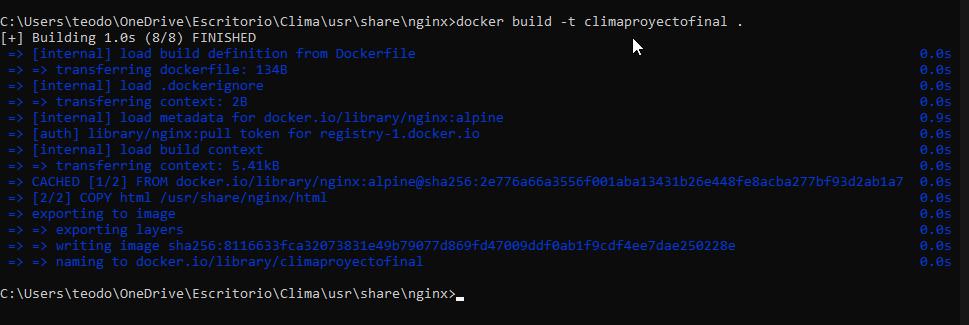 C:\Users\teodo\OneDrive\Escritorio\Clima\usr\share\nginx>docker build -t climaproyectofinal .
[+] Building 1.0s (8/8) FINISHED
=> [internal] load build definition from Dockerfile 0.0s
=> => transferring dockerfile: 134B 0.0s
=> [internal] load .dockerignore 0.0s
=> => transferring context: 2B 0.0s
=> [internal] load metadata for docker.io/library/nginx:alpine 0.9s
=> [auth] library/nginx:pull token for registry-1.docker.io 0.0s
=> [internal] load build context 0.0s
=> => transferring context: 5.41kB 0.0s
=> CACHED [1/2] FROM docker.io/library/nginx:alpine@sha256:2e776a66a3556f001aba13431b26e448fe8acba277bf93d2ab1a7 0.0s
=> [2/2] COPY html /usr/share/nginx/html 0.0s
=> exporting to image 0.0s
=> => exporting layers 0.0s
=> => writing image sha256:8116633fca32073831e49b79077d869fd47009ddf0ab1f9cdf4ee7dae250228e 0.0s
=> => naming to docker.io/library/climaproyectofinal 0.0s
C:\Users\teodo\OneDrive\Escritorio\Clima\usr\share\nginx>